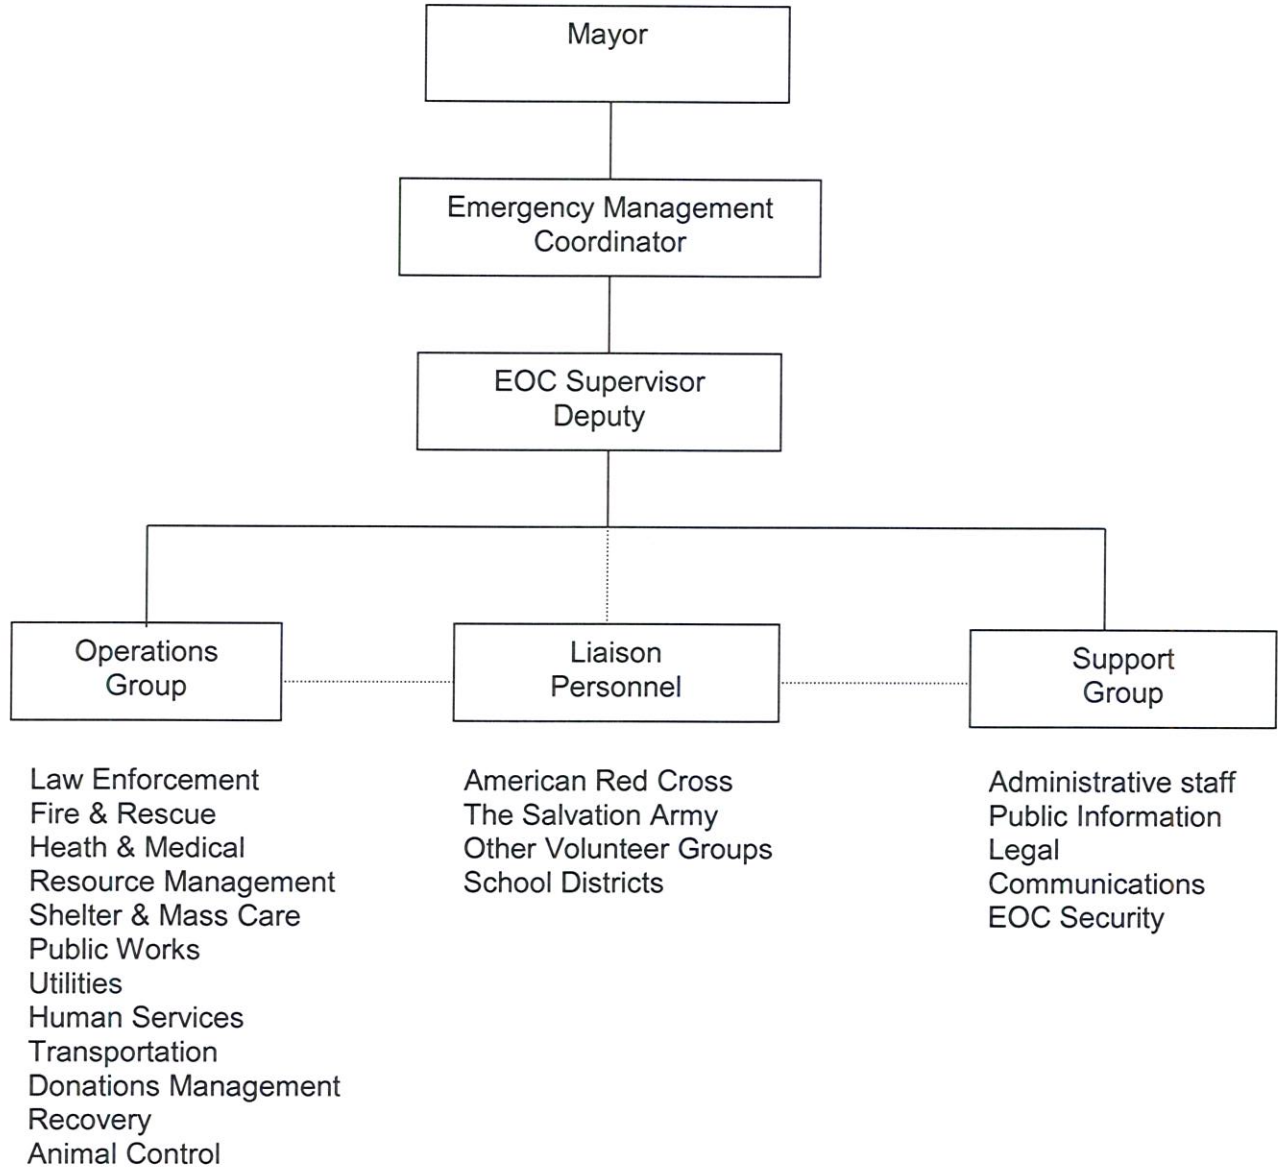 Mayor
Emergency Management
Coordinator
EOC Supervisor
Deputy
Operations
Group
Liaison
Personnel
Support
Group
Law Enforcement
Fire & Rescue
Heath & Medical
Resource Management
Shelter & Mass Care
Public Works
Utilities
Human Services
Transportation
Donations Management
Recovery
Animal Control
American Red Cross
The Salvation Army
Other Volunteer Groups
School Districts
Administrative staff
Public Information
Legal
Communications
EOC Security